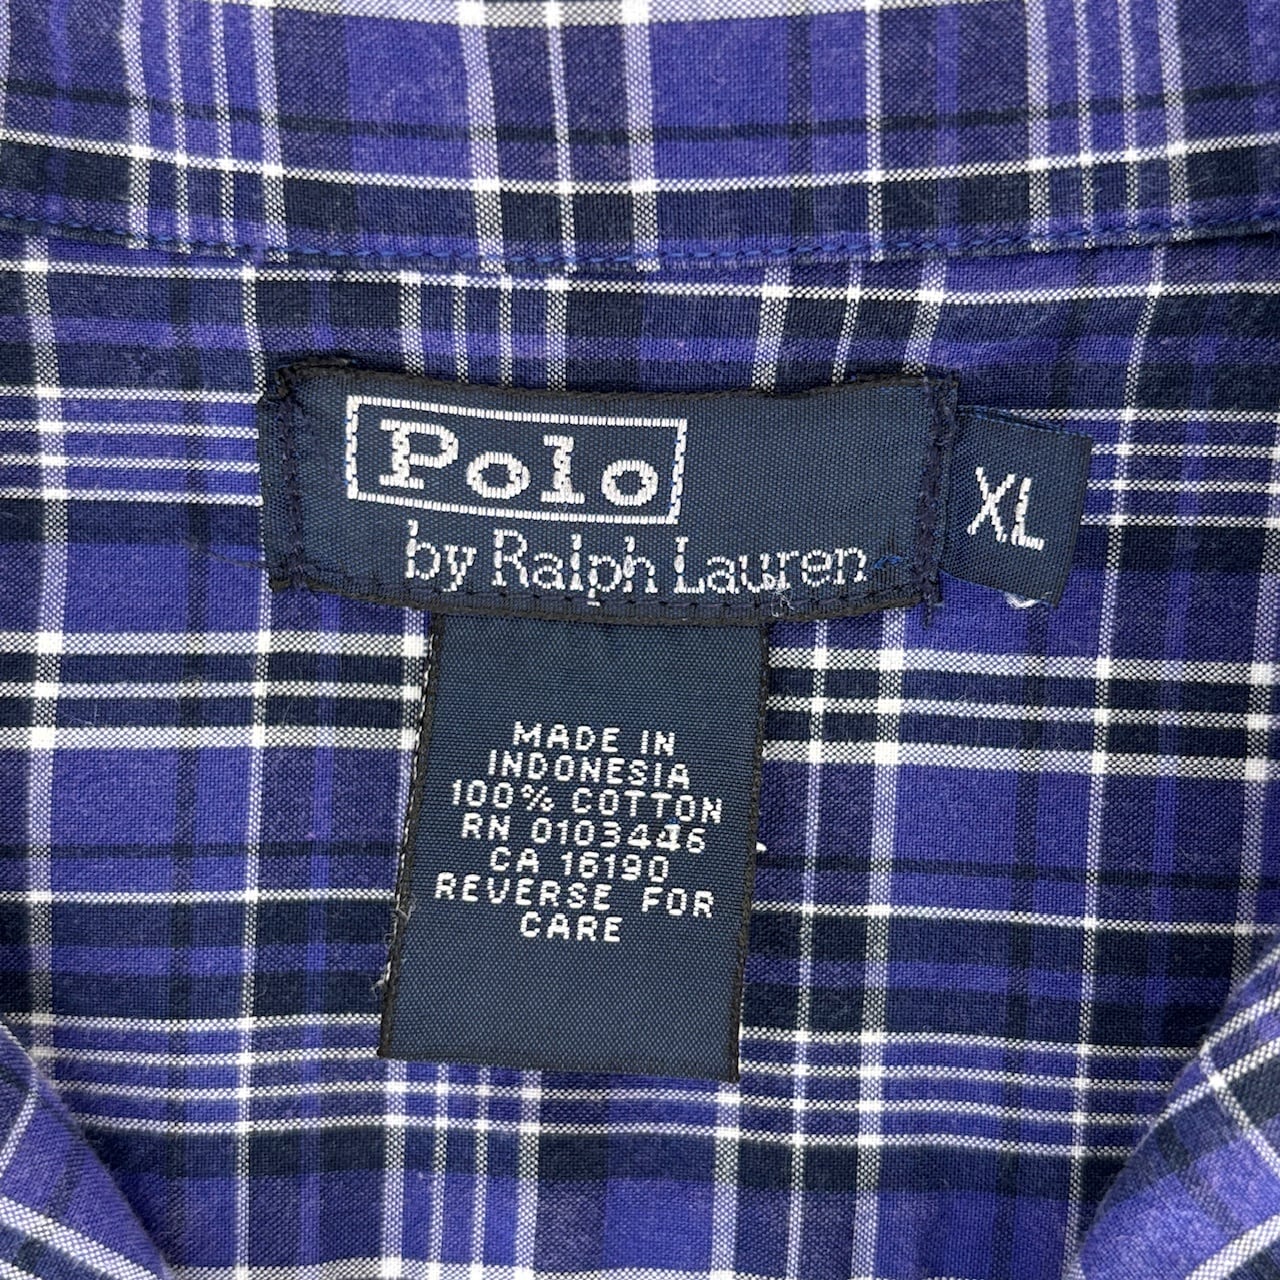 Polo
by Ralph Lauren
XL
MADE IN
INDONESIA
100% COTTON
RN 0103446
CA 16190
REVERSE FOR
CARE